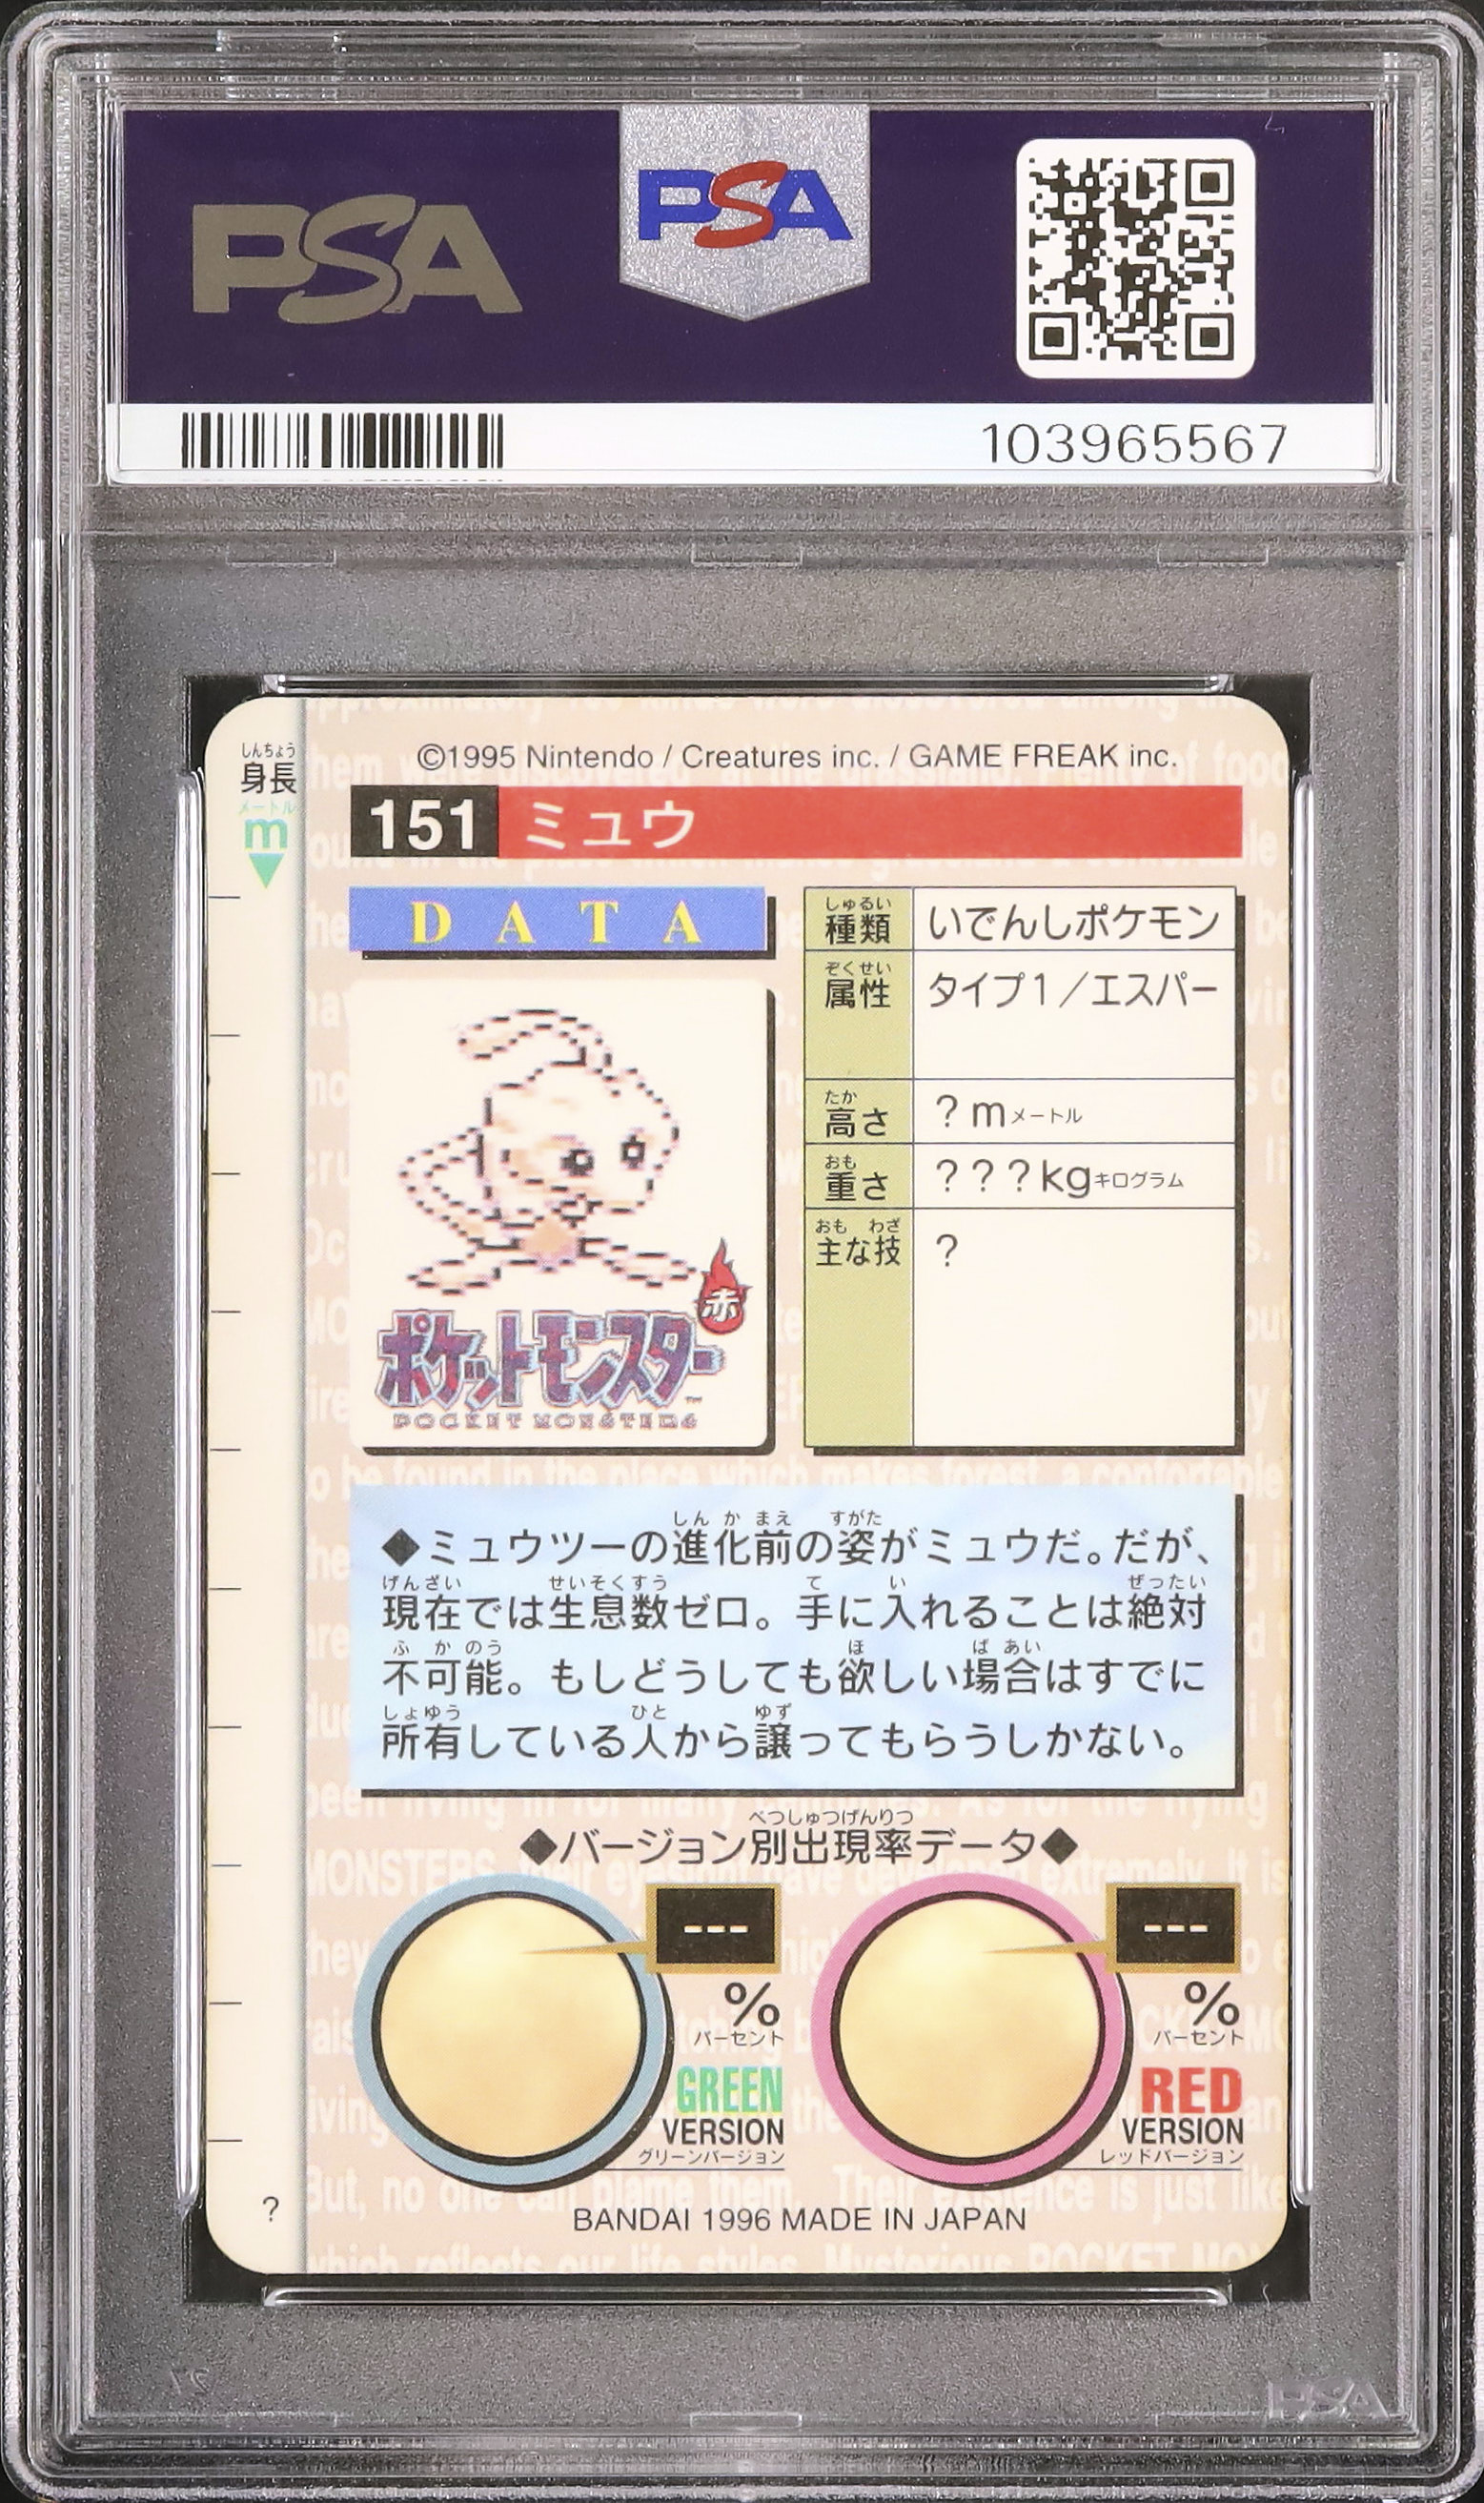 PSA
PSA
103965567
しんちょう
身長
メートル
m
©1995 Nintendo / Creatures inc. / GAME FREAK inc.
151 ミュウ
DATA
しゅるい
種類 いでんしポケモン
ぞくせい
属性 タイプ1/エスパー
たか
高さ ?mメートル
おも
重さ ???kgキログラム
おも わざ
主な技 ?
赤
ポケットモンスター
™
POCKET MONSTERS
しんかまえ すがた
◆ミュウツーの進化前の姿がミュウだ。だが、
げんざい せいそくすう て い ぜったい
現在では生息数ゼロ。手に入れることは絶対
ふかのう ほ ばあい
不可能。もしどうしても欲しい場合はすでに
しょゆう ひと ゆず
所有している人から譲ってもらうしかない。
べつしゅつげんりつ
◆バージョン別出現率データ◆
---
%
パーセント
GREEN
VERSION
グリーンバージョン
---
%
パーセント
RED
VERSION
レッドバージョン
?
BANDAI 1996 MADE IN JAPAN
PSA